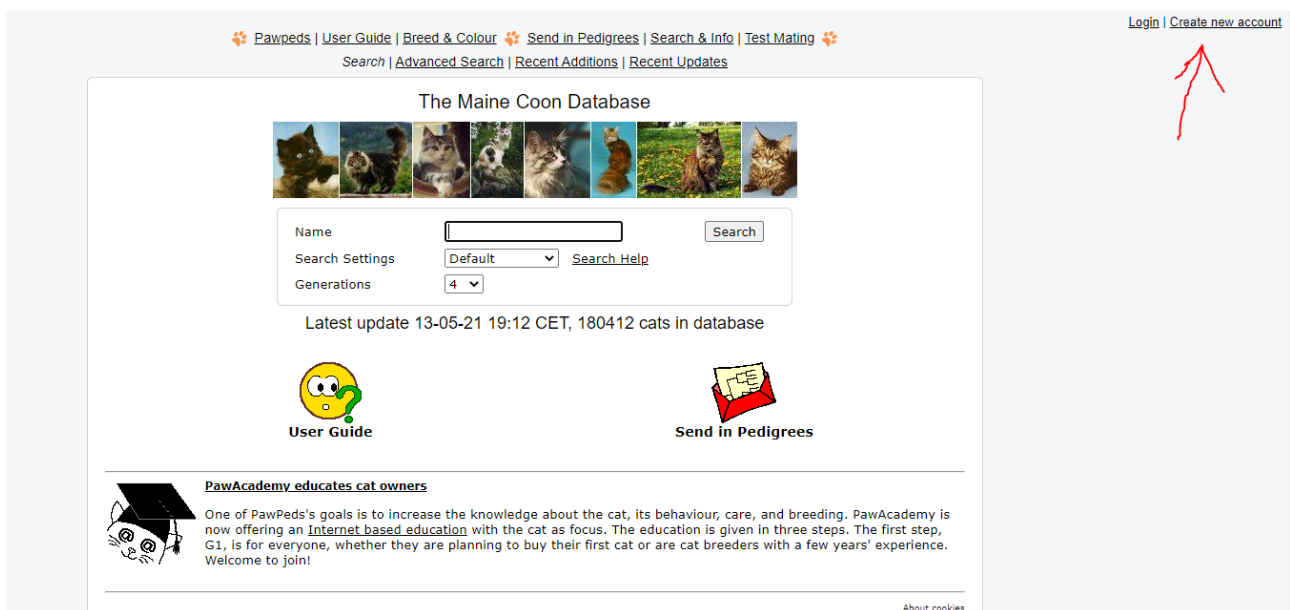 Login | Create new account
Pawpeds | User Guide | Breed & Colour Send in Pedigrees | Search & Info | Test Mating
Search | Advanced Search | Recent Additions | Recent Updates
The Maine Coon Database
Name
Search
Search Settings
Default
Search Help
Generations
4
Latest update 13-05-21 19:12 CET, 180412 cats in database
User Guide
Send in Pedigrees
PawAcademy educates cat owners
One of PawPeds's goals is to increase the knowledge about the cat, its behaviour, care, and breeding. PawAcademy is
now offering an Internet based education with the cat as focus. The education is given in three steps. The first step,
G1, is for everyone, whether they are planning to buy their first cat or are cat breeders with a few years' experience.
Welcome to join!
About cookies